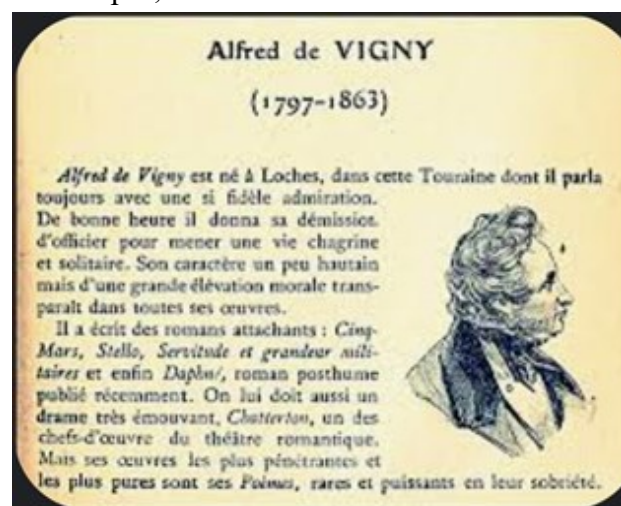 Alfred de VIGNY
(1797-1863)
Alfred de Vigny est né à Loches, dans cette Touraine dont il parla
toujours avec une si fidèle admiration.
De bonne heure il donna sa démission
d'officier pour mener une vie chagrine
et solitaire. Son caractère un peu hautain
mais d'une grande élévation morale trans-
paraît dans toutes ses œuvres.
Il a écrit des romans attachants : Cinq-
Mars, Stello, Servitude et grandeur mili-
taires et enfin Daphné, roman posthume
publié récemment. On lui doit aussi un
drame très émouvant, Chatterton, un des
chefs-d'œuvre du théâtre romantique.
Mais ses œuvres les plus pénétrantes et
les plus pures sont ses Poèmes, rares et puissants en leur sobriété.